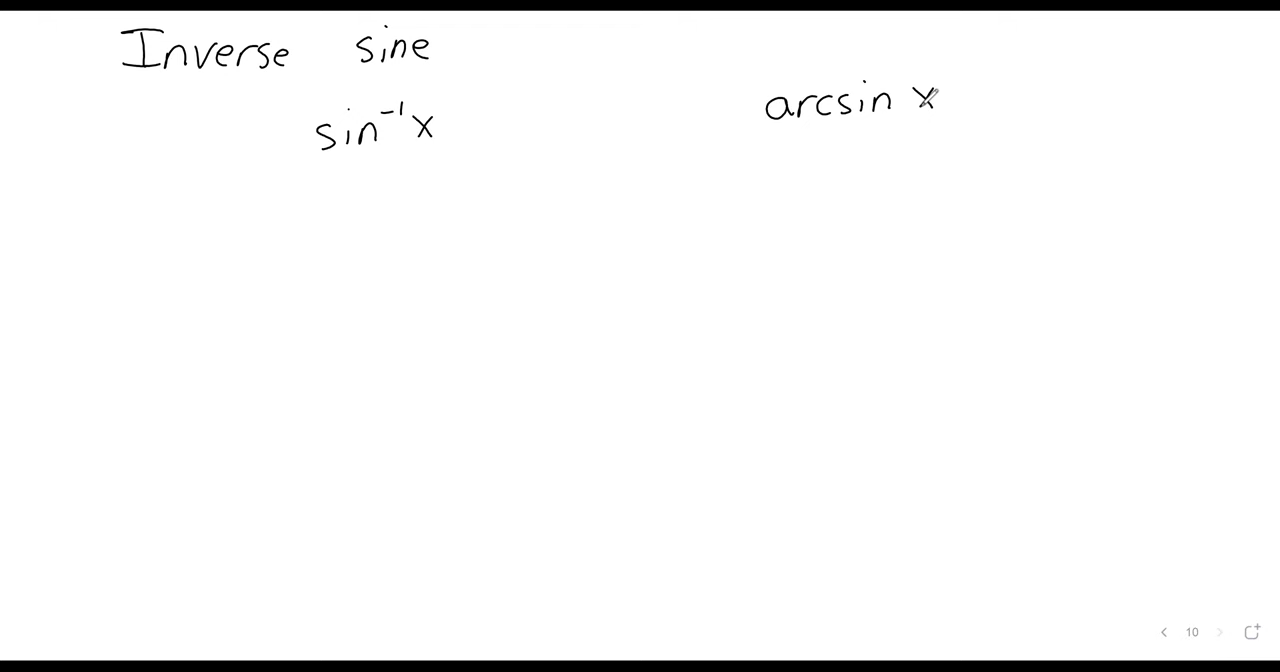 Inverse sine
sin⁻¹x
arcsin x
< 10 >